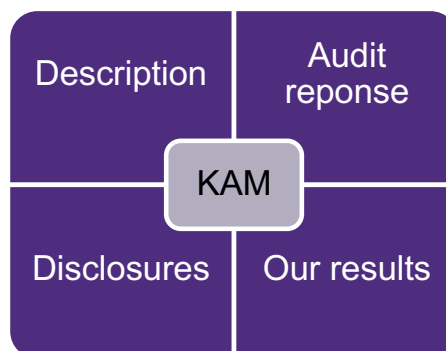 Description
Audit
reponse
KAM
Disclosures
Our results